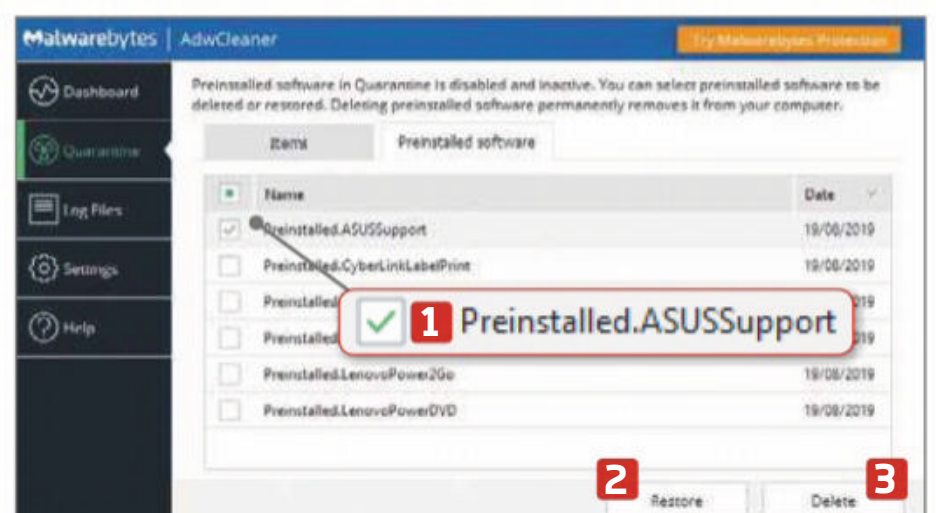 Malwarebytes | AdwCleaner
Try Malwarebytes Protection
Dashboard
Quarantine
Log Files
Settings
Help
Preinstalled software in Quarantine is disabled and inactive. You can select preinstalled software to be
deleted or restored. Deleting preinstalled software permanently removes it from your computer.
Items Preinstalled software
Name Date
Preinstalled.ASUSSupport 19/08/2019
Preinstalled.CyberLinkLabelPrint 19/08/2019
Preinstalled
Preinstalled
1 Preinstalled.ASUSSupport
Preinstalled.LenovoPower2Go 19/08/2019
Preinstalled.LenovoPowerDVD 19/08/2019
2 Restore
3 Delete